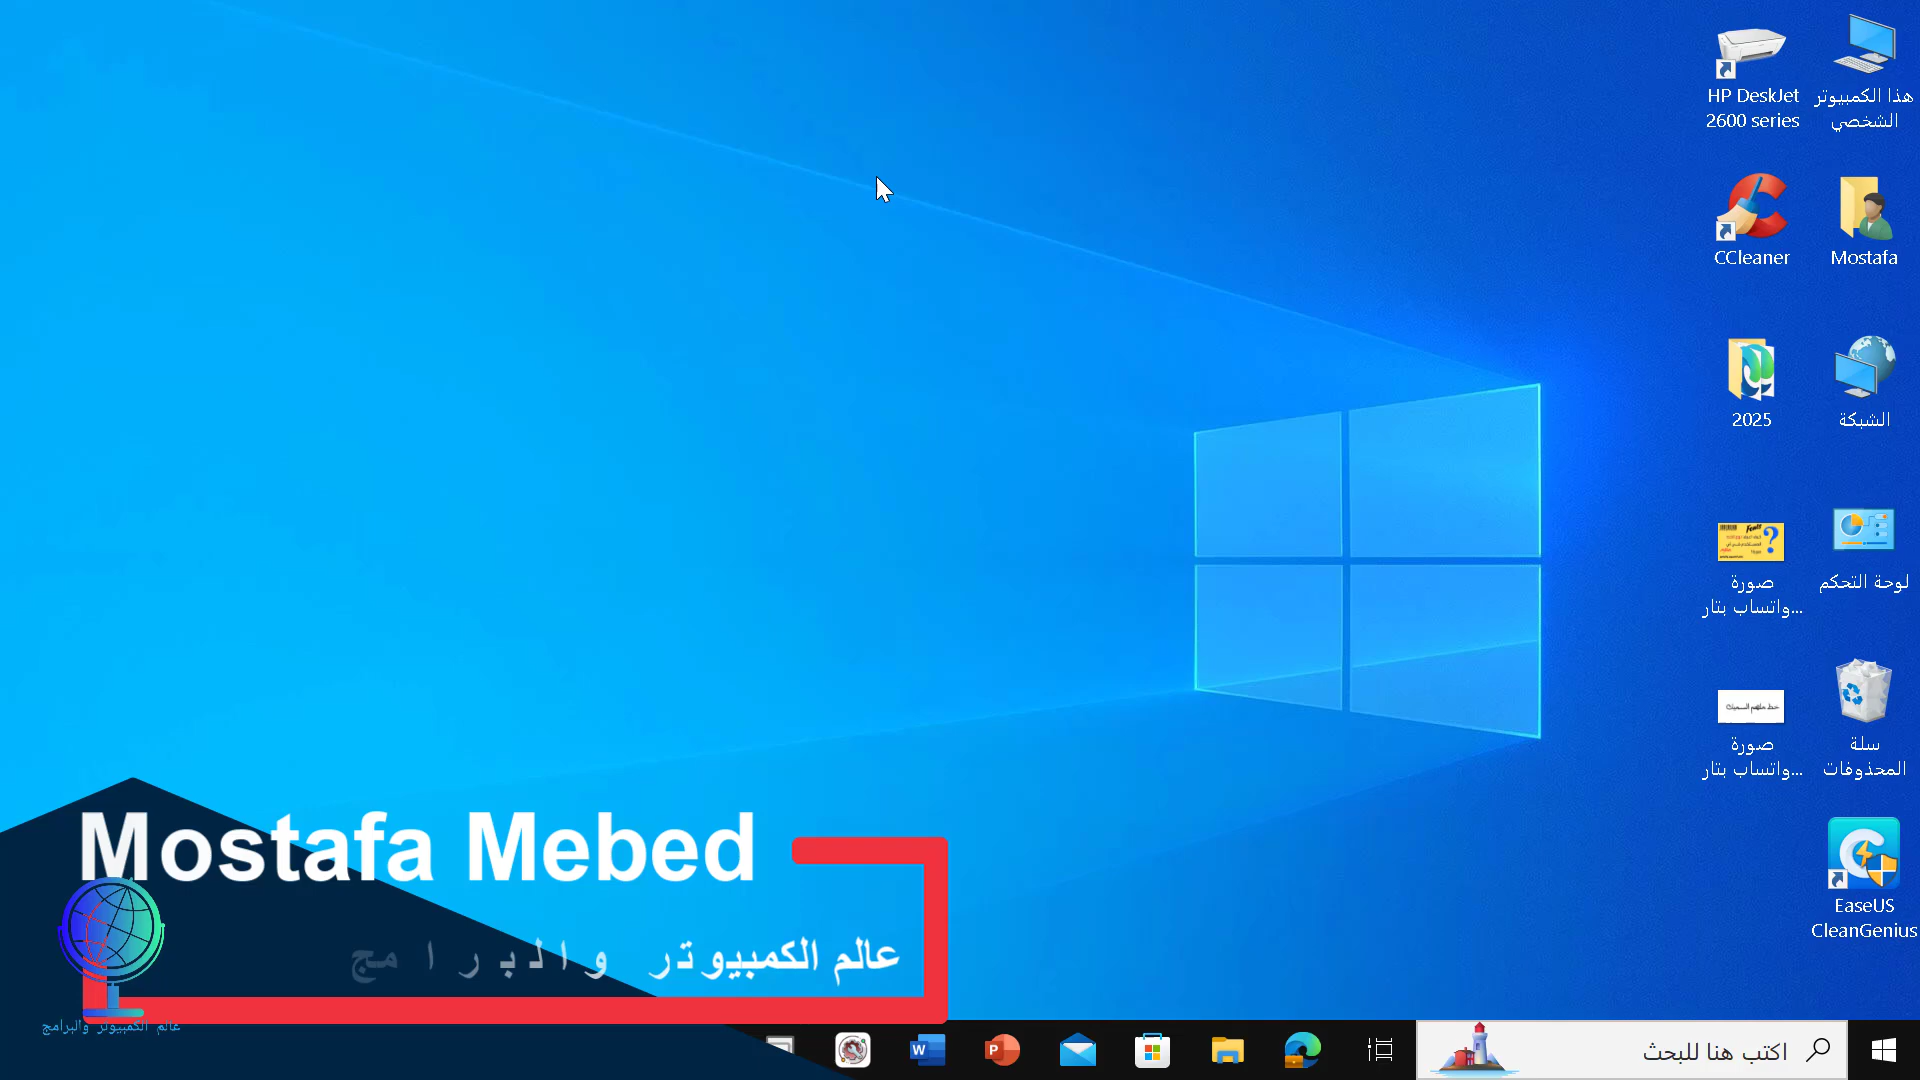 هذا الكمبيوتر
الشخصي
HP DeskJet
2600 series
Mostafa
CCleaner
الشبكة
2025
لوحة التحكم
صورة
واتساب بتار...
سلة
المحذوفات
صورة
واتساب بتار...
EaseUS
CleanGenius
Mostafa Mebed
عالم الكمبيوتر والبرامج
عالم الكمبيوتر والبرامج
اكتب هنا للبحث